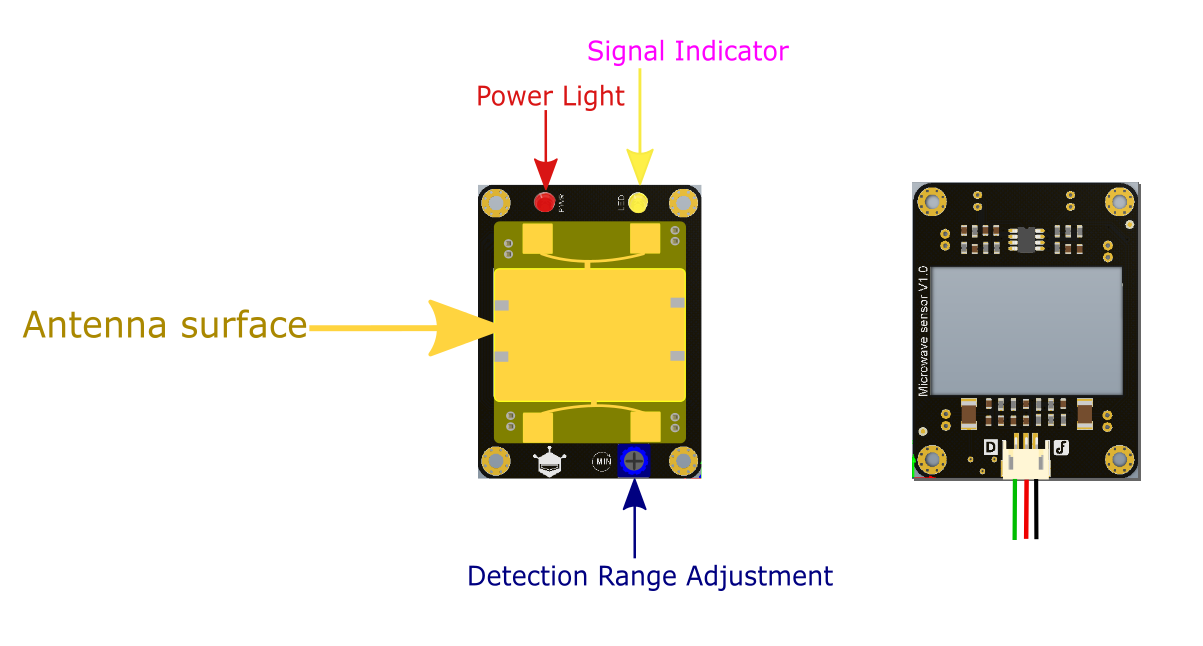 Signal Indicator
Power Light
PWR
LED
Antenna surface
MIN
Detection Range Adjustment
Microwave sensor V1.0
D